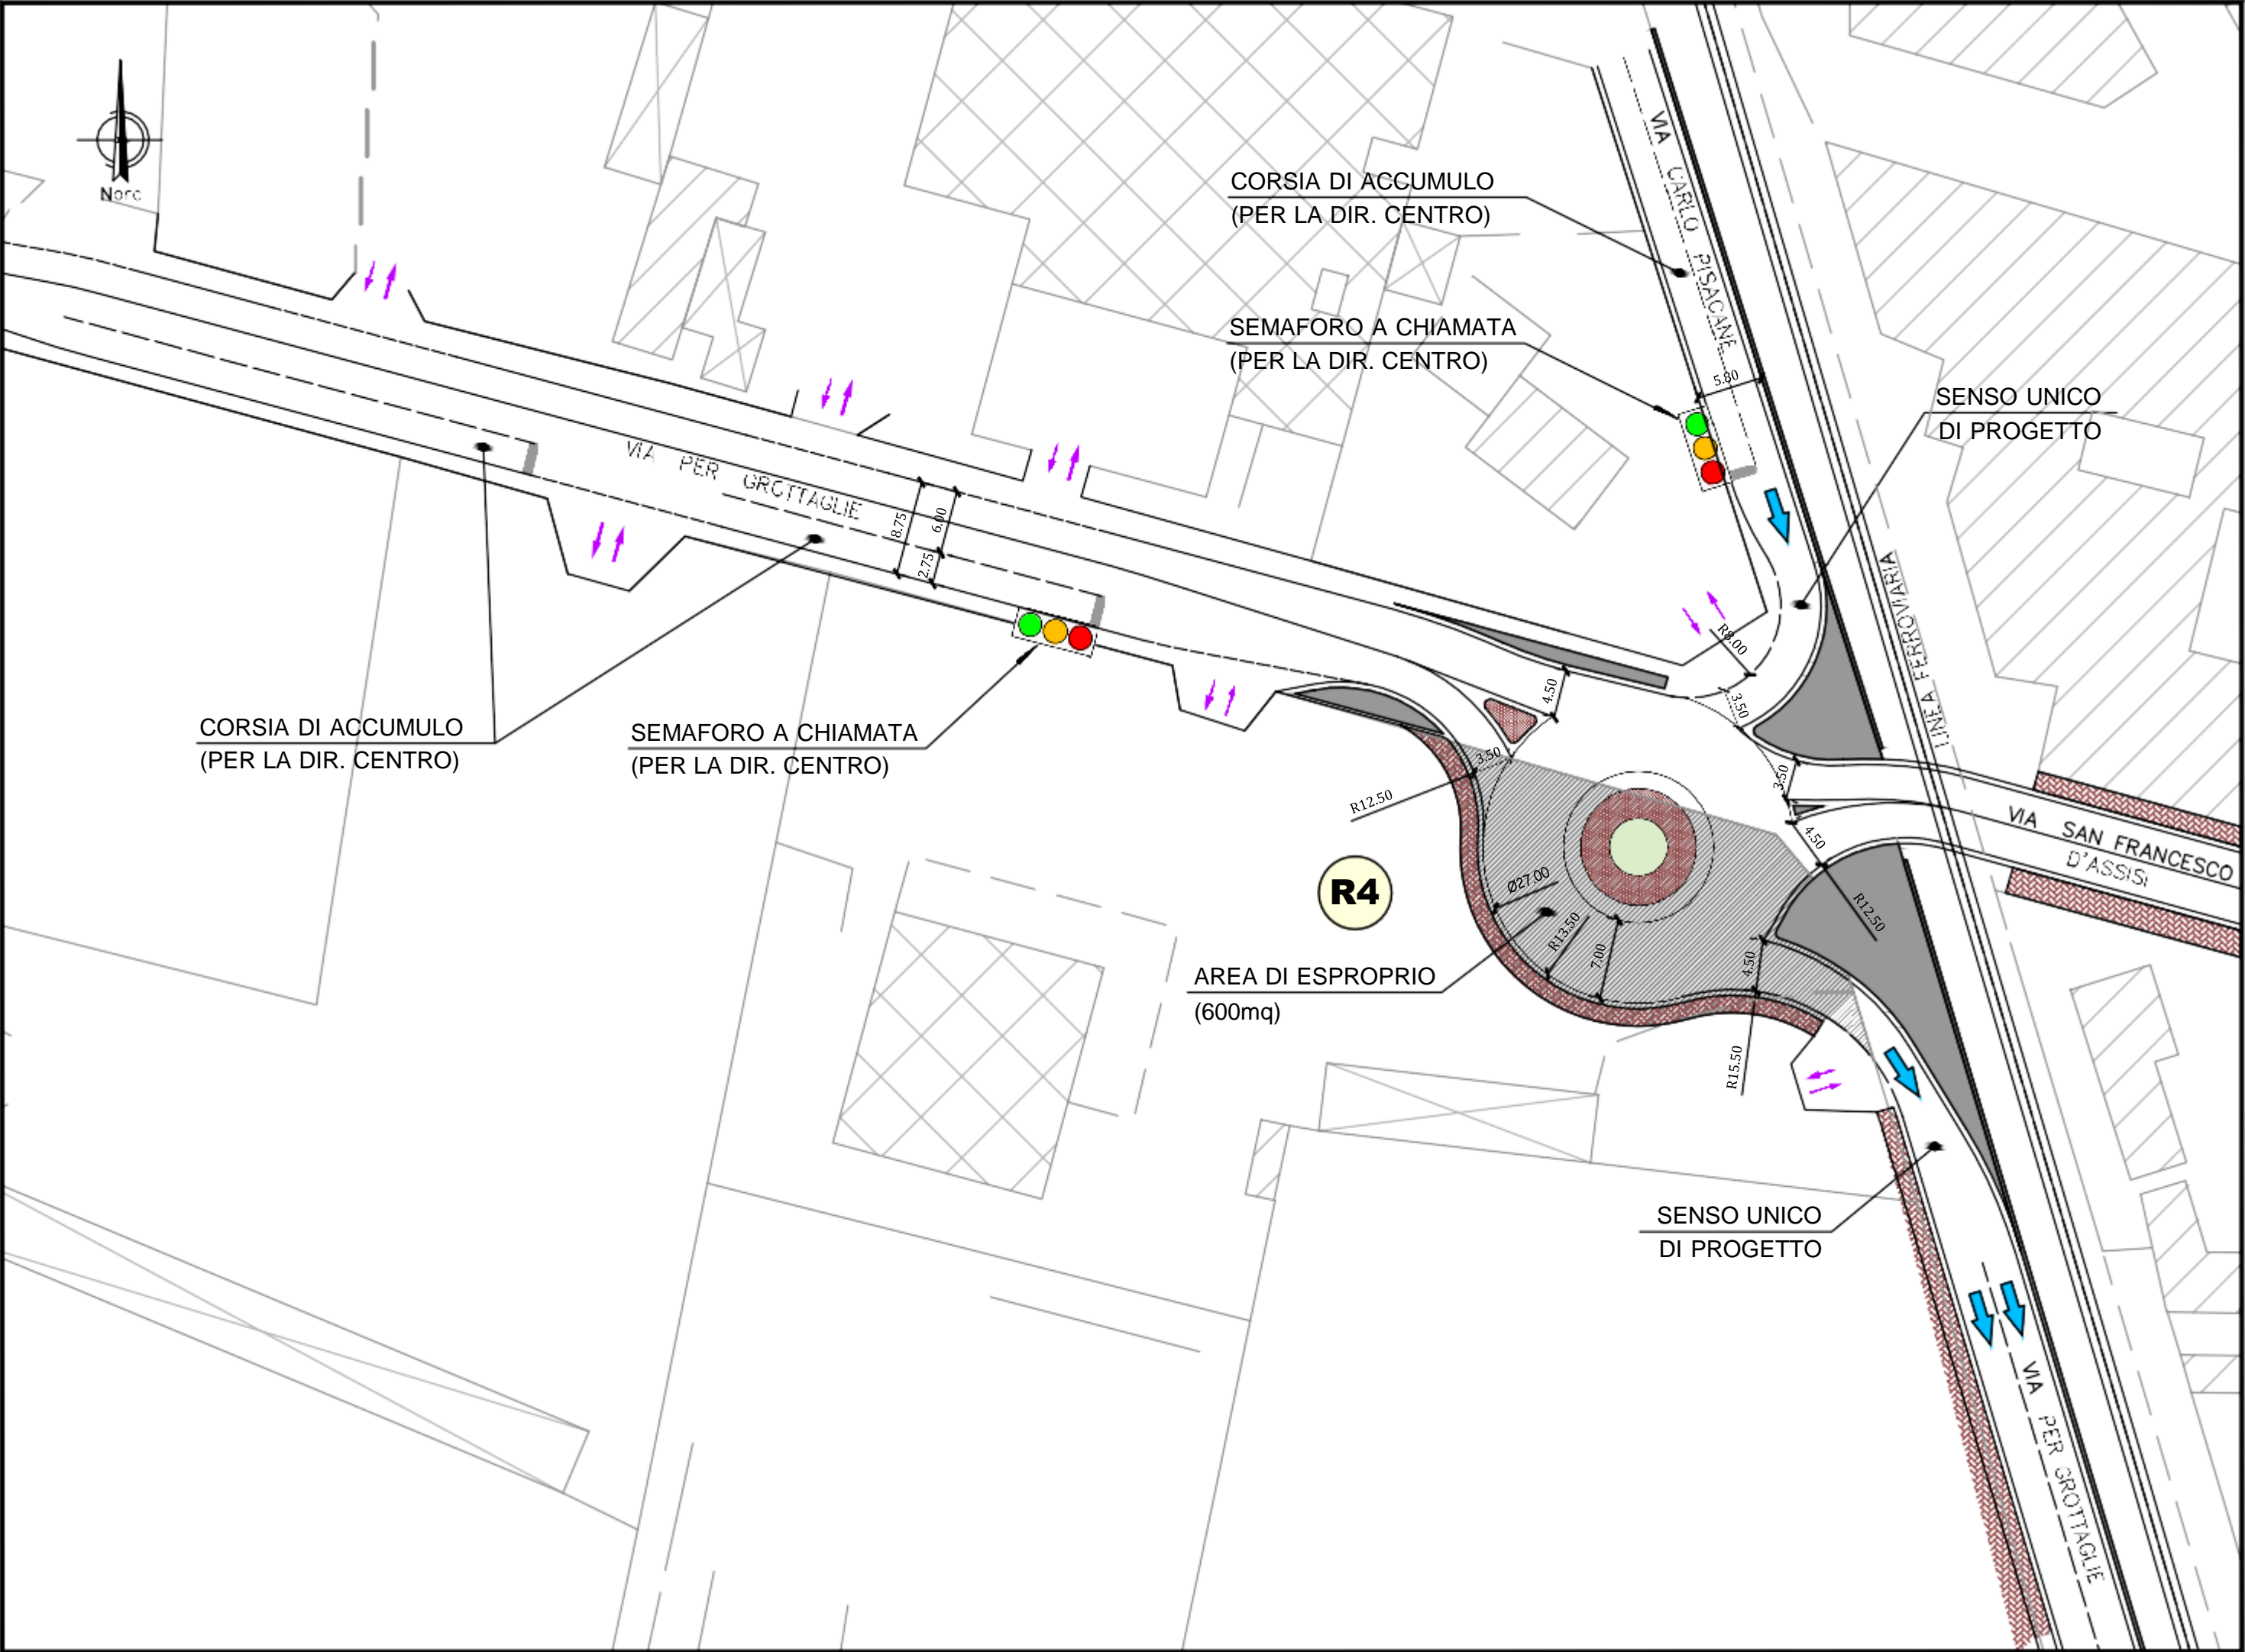 Nord
CORSIA DI ACCUMULO
(PER LA DIR. CENTRO)
VIA CARLO PISACANE
SEMAFORO A CHIAMATA
(PER LA DIR. CENTRO)
5.80
SENSO UNICO
DI PROGETTO
VIA PER GROTTAGLIE
8.75
6.00
2.75
LINEA FERROVIARIA
R8.00
3.50
4.50
CORSIA DI ACCUMULO
(PER LA DIR. CENTRO)
SEMAFORO A CHIAMATA
(PER LA DIR. CENTRO)
3.50
R12.50
3.50
4.50
VIA SAN FRANCESCO
D'ASSISI
R4
Ø27.00
R13.50
7.00
4.50
R12.50
AREA DI ESPROPRIO
(600mq)
R15.50
SENSO UNICO
DI PROGETTO
VIA PER GROTTAGLIE